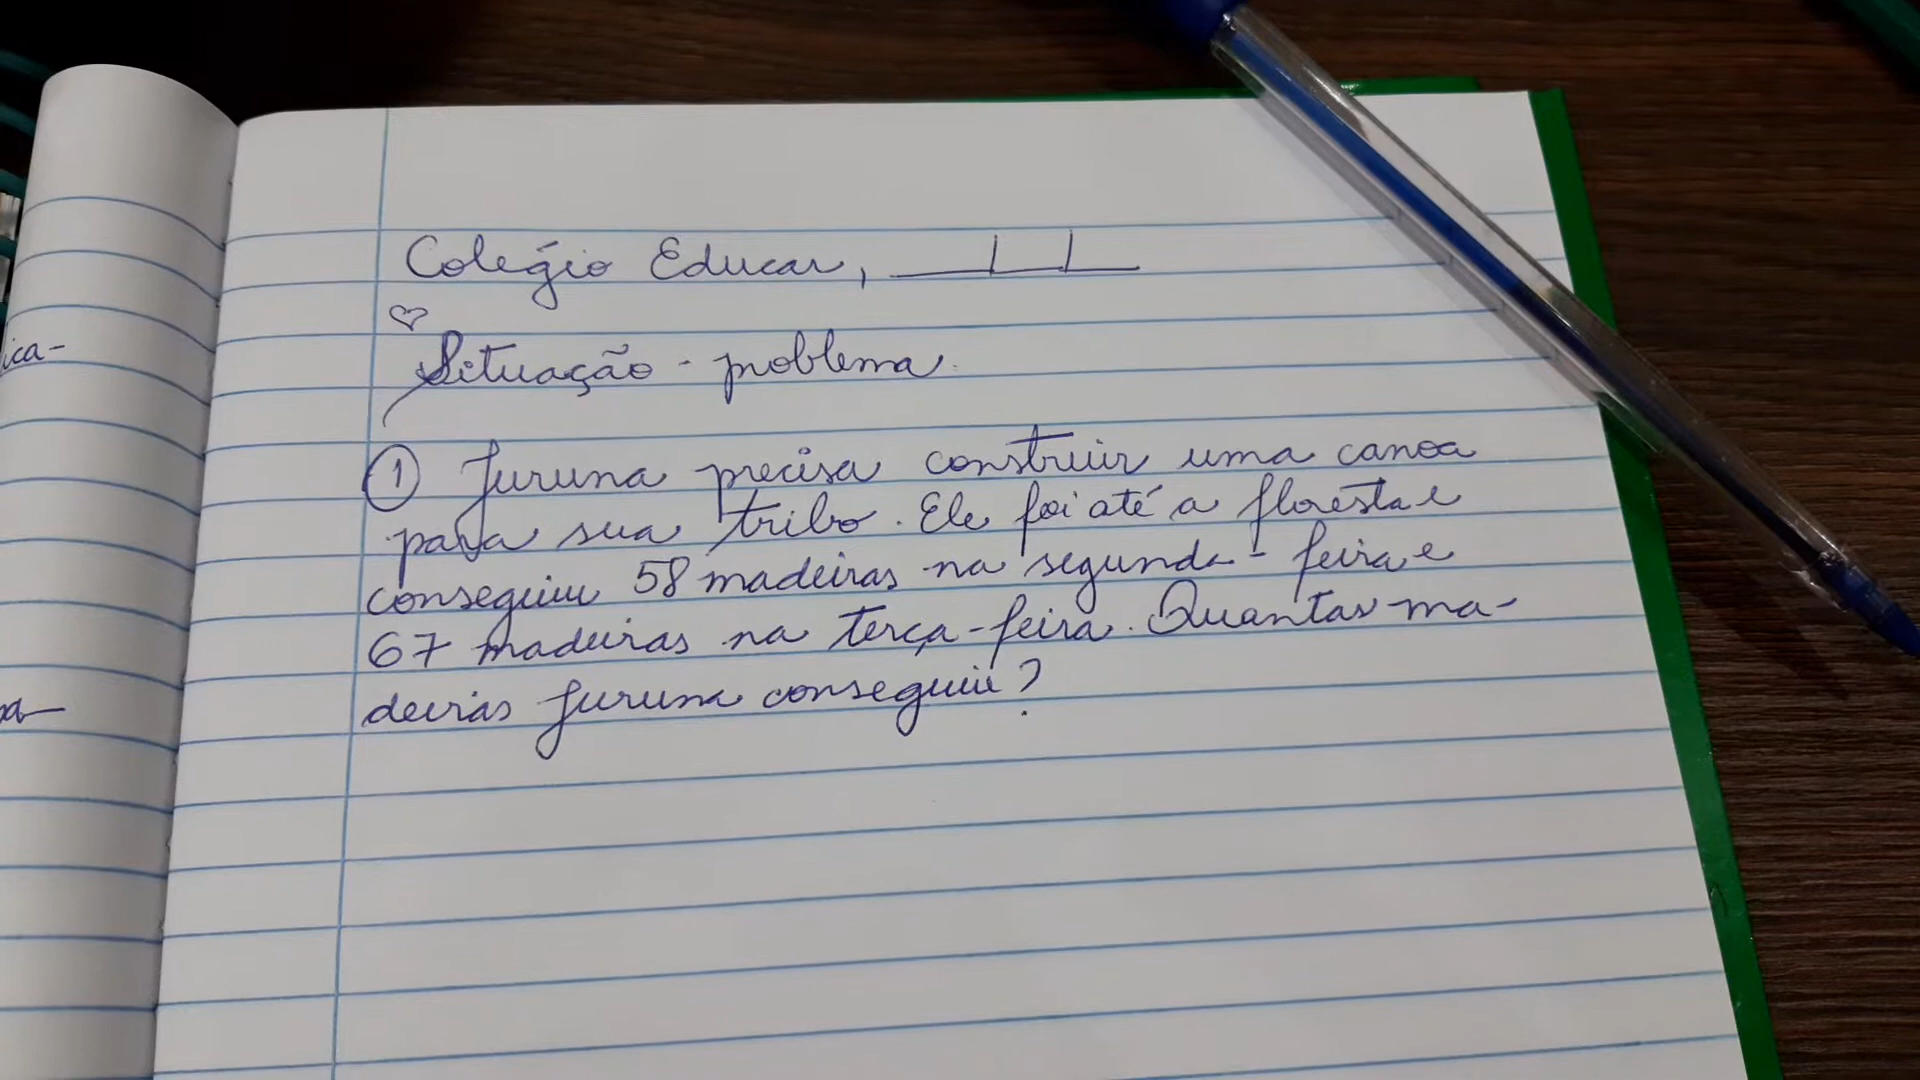 Colégio Educar, __/__/__
Situação-problema.
① Juruna precisa construir uma canoa
para sua tribo. Ele foi até a floresta e
conseguiu 58 madeiras na segunda-feira e
67 madeiras na terça-feira. Quantas ma-
deiras Juruna conseguiu?
ica-